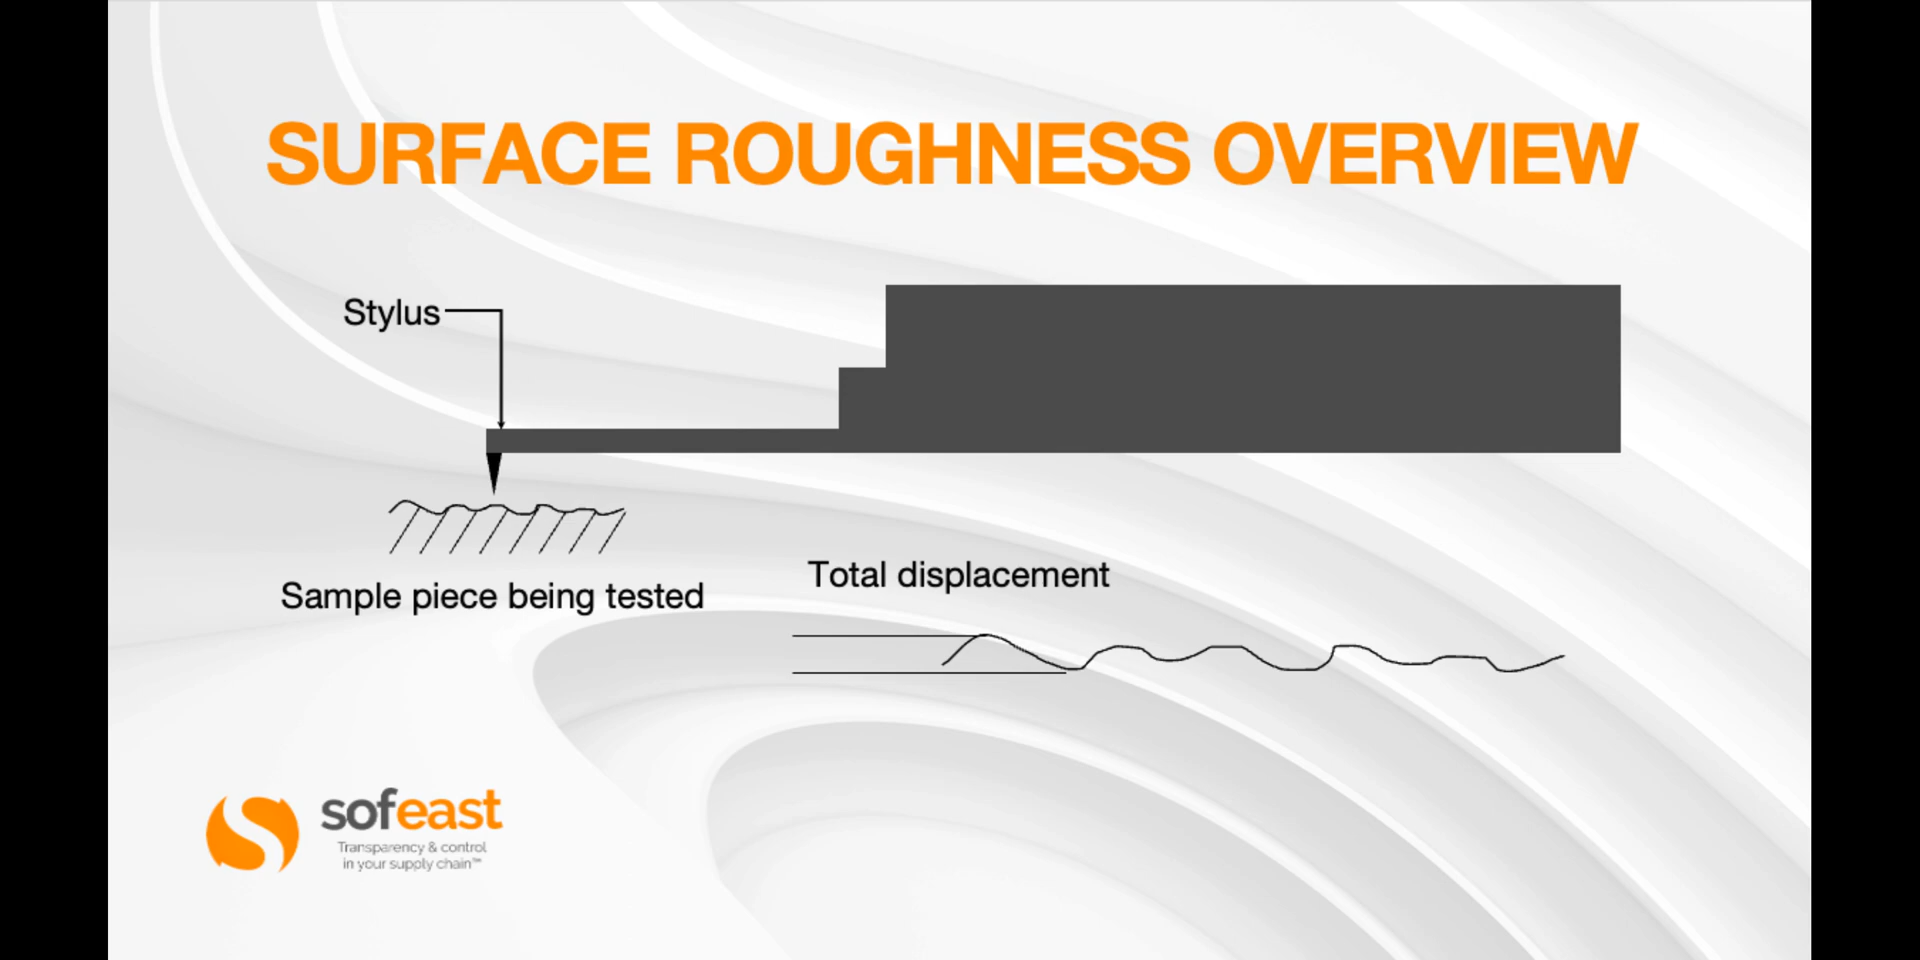 SURFACE ROUGHNESS OVERVIEW
Stylus
Sample piece being tested
Total displacement
sofeast
Transparency & control
in your supply chain™